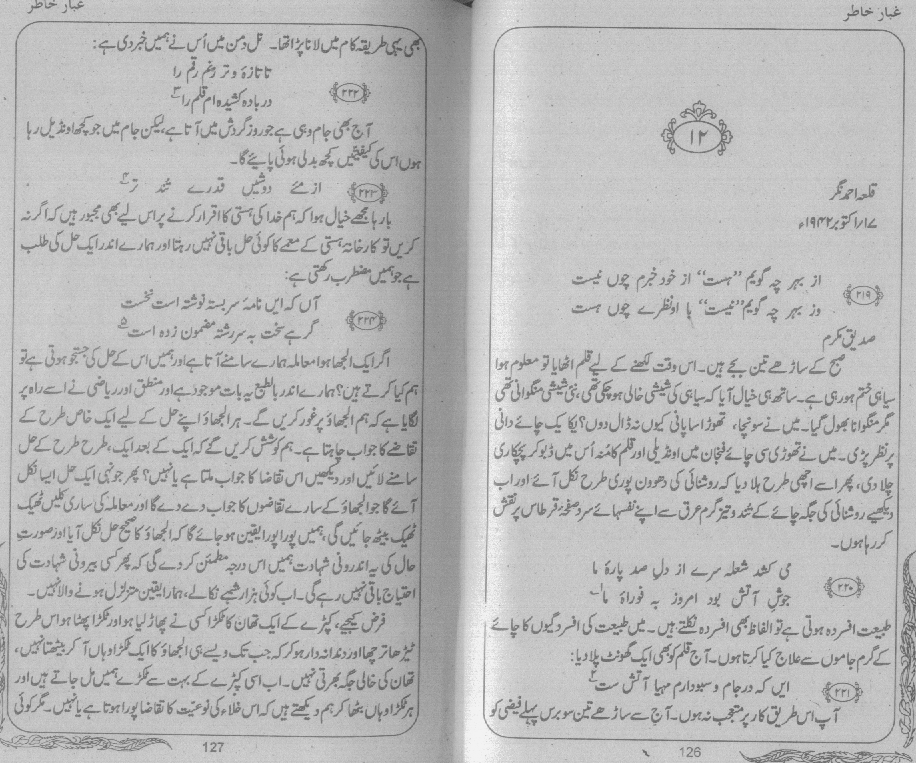 غبار خاطر
۱۲
قلعہ احمد نگر
۱۷/اکتوبر ۱۹۴۲ء
از بہر چہ گویم ”ہست“ از خود خبرم چوں نیست
۲۱۹
وز بہر چہ گویم ”نیست“ با او نظرے چوں ہست
صدیق مکرم
صبح کے ساڑھے تین بجے ہیں۔ اس وقت لکھنے کے لیے قلم اٹھایا تو معلوم ہوا
سیاہی ختم ہو رہی ہے۔ ساتھ ہی خیال آیا کہ سیاہی کی شیشی خالی ہو چکی تھی، نئی شیشی منگوانی تھی
مگر منگوانا بھول گیا۔ میں نے سونچا، تھوڑا سا پانی کیوں نہ ڈال دوں؟ یکایک چائے دانی
پر نظر پڑی۔ میں نے تھوڑی سی چائے فنجان میں اونڈیلی اور قلم کا مُنہ اُس میں ڈبو کر پچکاری
چلا دی، پھر اسے اچھی طرح ہلا دیا کہ روشنائی کی دھوون پوری طرح نکل آئے اور اب
دیکھیے روشنائی کی جگہ چائے کے تُند و تیز گرم عرق سے اپنے نفسہائے سرد صفحۂ قرطاس پر نقش
کر رہا ہوں۔
می کشد شعلہ سرے از دلِ صد پارۂ ما
۲۲۰
جوشِ آتش بود امروز بہ فوراۂ ما
طبیعت افسردہ ہوتی ہے تو الفاظ بھی افسردہ نکلتے ہیں۔ میں طبیعت کی افسردگیوں کا چائے
کے گرم جاموں سے علاج کیا کرتا ہوں۔ آج قلم کو بھی ایک گھونٹ پلا دیا:
ایں کہ در جام و سبو دارم مہیا آتش ست
۲۲۱
آپ اس طریق کار پر متعجب نہ ہوں۔ آج سے ساڑھے تین سو برس پہلے فیضی کو
126
غبار خاطر
بھی یہی طریقہ کام میں لانا پڑا تھا۔ نل دمن میں اُس نے ہمیں خبر دی ہے:
تا تازہ و تر زغم رقم را
۲۲۲
در بادہ کشیدہ ام قلم را
آج بھی جام وہی ہے جو روز گردش میں آتا ہے، لیکن جام میں جو کچھ اونڈیل رہا
ہوں اس کی کیفیتیں کچھ بدلی ہوئی پایئے گا۔
۲۲۳ از مئے دوشیں قدرے تُند تر
بارہا مجھے خیال ہوا کہ ہم خدا کی ہستی کا اقرار کرنے پر اس لیے بھی مجبور ہیں کہ اگر نہ
کریں تو کارخانۂ ہستی کے معمے کا کوئی حل باقی نہیں رہتا اور ہمارے اندر ایک حل کی طلب
ہے جو ہمیں مضطرب رکھتی ہے:
آں کہ ایں نامۂ سربستہ نوشتہ است نخست
۲۲۴
گرہے سخت بہ سر رشتہ مضمون زدہ است
اگر ایک الجھا ہوا معاملہ ہمارے سامنے آتا ہے اور ہمیں اس کے حل کی جستجو ہوتی ہے تو
ہم کیا کرتے ہیں؟ ہمارے اندر بالطبع یہ بات موجود ہے اور منطق اور ریاضی نے اسے راہ پر
لگایا ہے کہ ہم الجھاؤ پر غور کریں گے۔ ہر الجھاؤ اپنے حل کے لیے ایک خاص طرح کے
تقاضے کا جواب چاہتا ہے۔ ہم کوشش کریں گے کہ ایک کے بعد ایک، طرح طرح کے حل
سامنے لائیں اور دیکھیں اس تقاضا کا جواب ملتا ہے یا نہیں؟ پھر جونہی ایک حل ایسا نکل
آئے گا جو الجھاؤ کے سارے تقاضوں کا جواب دے دے گا اور معاملہ کی ساری کلیں ٹھیک
ٹھیک بیٹھ جائیں گی، ہمیں پورا پورا یقین ہو جائے گا کہ الجھاؤ کا صحیح حل نکل آیا اور صورتِ
حال کی یہ اندرونی شہادت ہمیں اس درجہ مطمئن کر دے گی کہ پھر کسی بیرونی شہادت کی
احتیاج باقی نہیں رہے گی۔ اب کوئی ہزار شبہے نکالے، ہمارا یقین متزلزل ہونے والا نہیں۔
فرض کیجیے، کپڑے کے ایک تھان کا ٹکڑا کسی نے پھاڑ لیا ہو اور ٹکڑا پھٹا ہو اس طرح
ٹیڑھا ترچھا اور دندانہ دار ہو کر کہ جب تک ویسے ہی الجھاؤ کا ایک ٹکڑا وہاں آ کر بیٹھتا نہیں،
تھان کی خالی جگہ بھرتی نہیں۔ اب اسی کپڑے کے بہت سے ٹکڑے ہمیں مل جاتے ہیں اور
ہر ٹکڑا وہاں بٹھا کر ہم دیکھتے ہیں کہ اس خلاء کی نوعیت کا تقاضا پورا ہوتا ہے یا نہیں۔ مگر کوئی
127